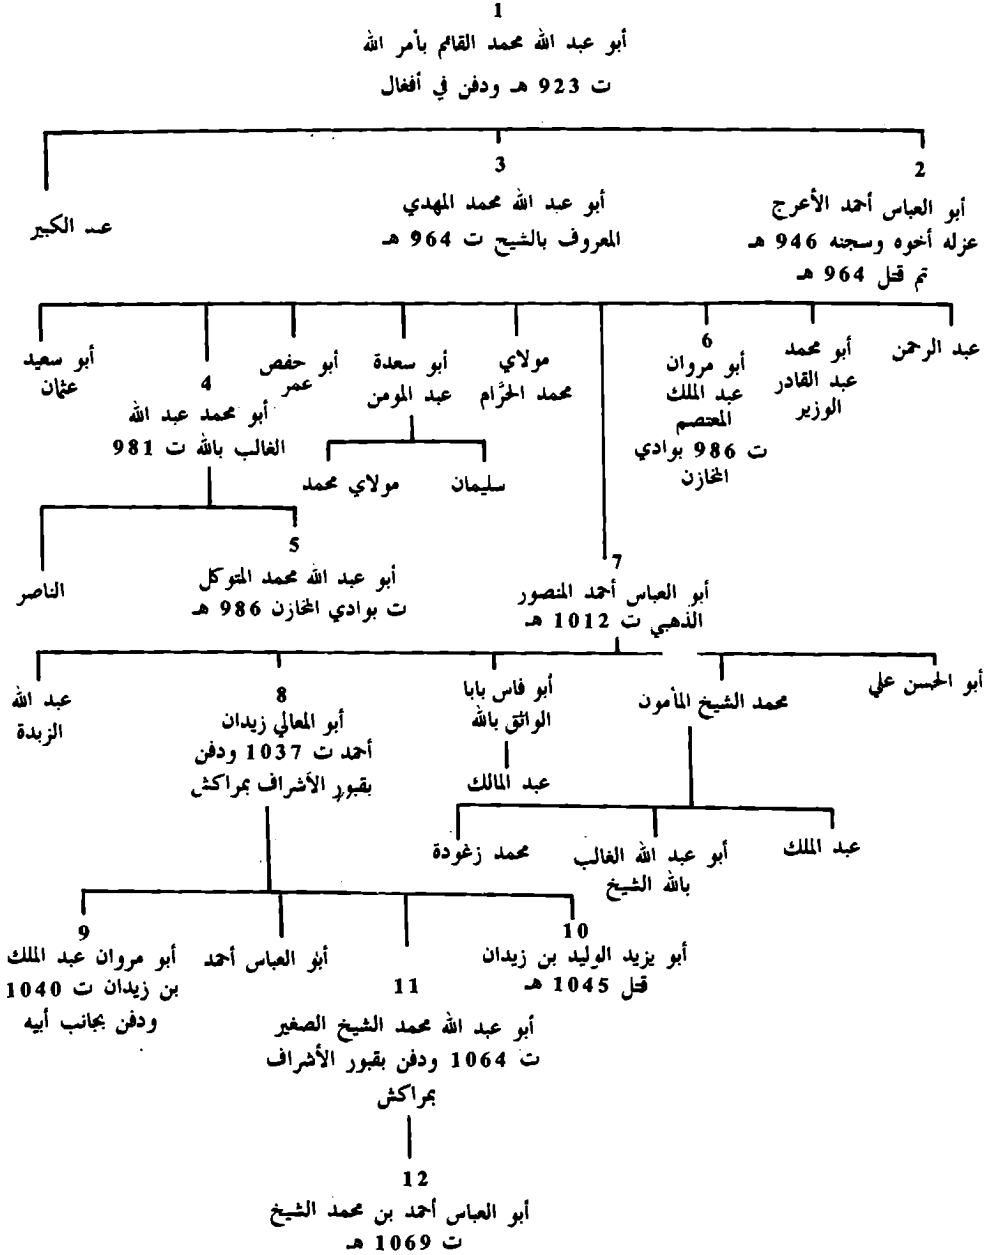 1
أبو عبد الله محمد القائم بأمر الله
ت 923 هـ ودفن في أفغال
2
أبو العباس أحمد الأعرج
عزله أخوه وسجنه 946 هـ
تم قتل 964 هـ
3
أبو عبد الله محمد المهدي
المعروف بالشيح ت 964 هـ
عبد الكبير
عبد الرحمن
أبو محمد
عبد القادر
الوزير
6
أبو مروان
عبد الملك
المعتصم
ت 986 بوادي
المخازن
مولاي
محمد الحرَّام
أبو سعدة
عبد المومن
أبو حفص
عمر
4
أبو محمد عبد الله
الغالب بالله ت 981
أبو سعيد
عثمان
سليمان
مولاي محمد
5
أبو عبد الله محمد المتوكل
ت بوادي المخازن 986 هـ
الناصر
7
أبو العباس أحمد المنصور
الذهبي ت 1012 هـ
أبو الحسن علي
محمد الشيخ المأمون
أبو فاس بابا
الواثق بالله
8
أبو المعالي زيدان
أحمد ت 1037 ودفن
بقبور الأشراف بمراكش
عبد الله
الزبدة
عبد المالك
عبد الملك
أبو عبد الله الغالب
بالله الشيخ
محمد زغودة
10
أبو يزيد الوليد بن زيدان
قتل 1045 هـ
11
أبو عبد الله محمد الشيخ الصغير
ت 1064 ودفن بقبور الأشراف
بمراكش
أبو العباس أحمد
9
أبو مروان عبد الملك
بن زيدان ت 1040
ودفن بجانب أبيه
12
أبو العباس أحمد بن محمد الشيخ
ت 1069 هـ